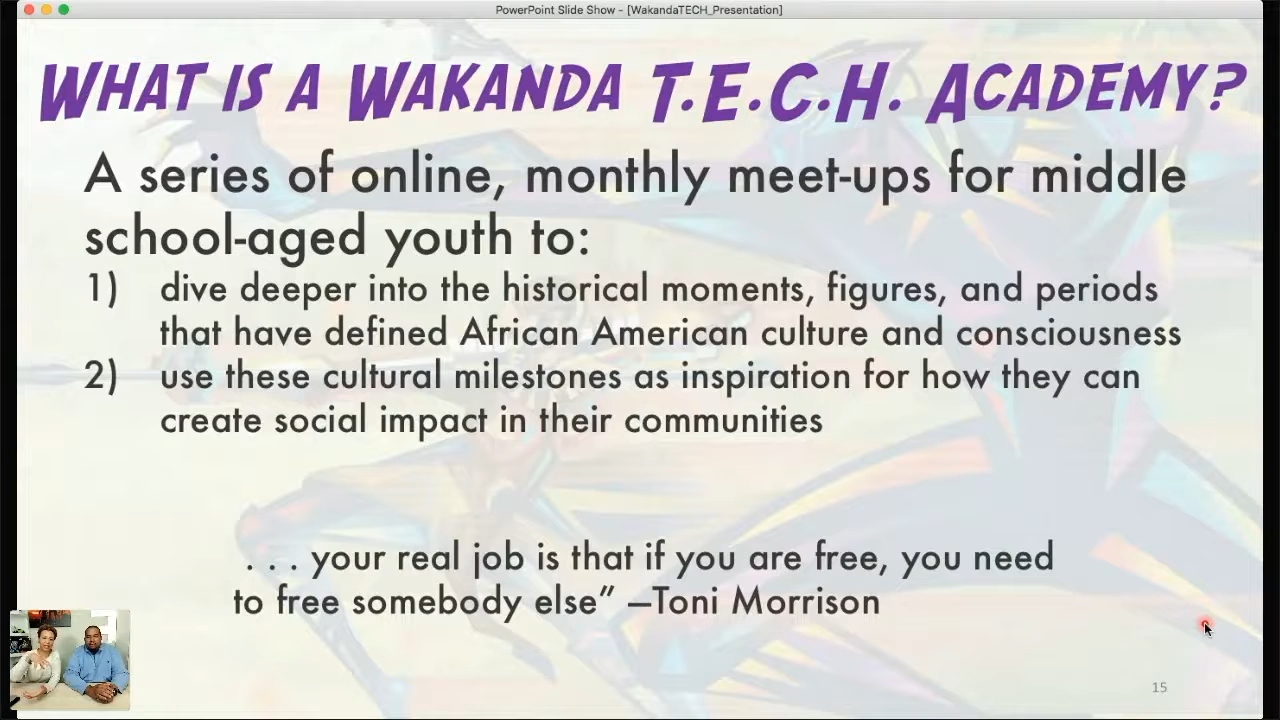 PowerPoint Slide Show - [WakandaTECH_Presentation]
WHAT IS A WAKANDA T.E.C.H. ACADEMY?
A series of online, monthly meet-ups for middle
school-aged youth to:
1) dive deeper into the historical moments, figures, and periods
that have defined African American culture and consciousness
2) use these cultural milestones as inspiration for how they can
create social impact in their communities
. . . your real job is that if you are free, you need
to free somebody else” —Toni Morrison
15